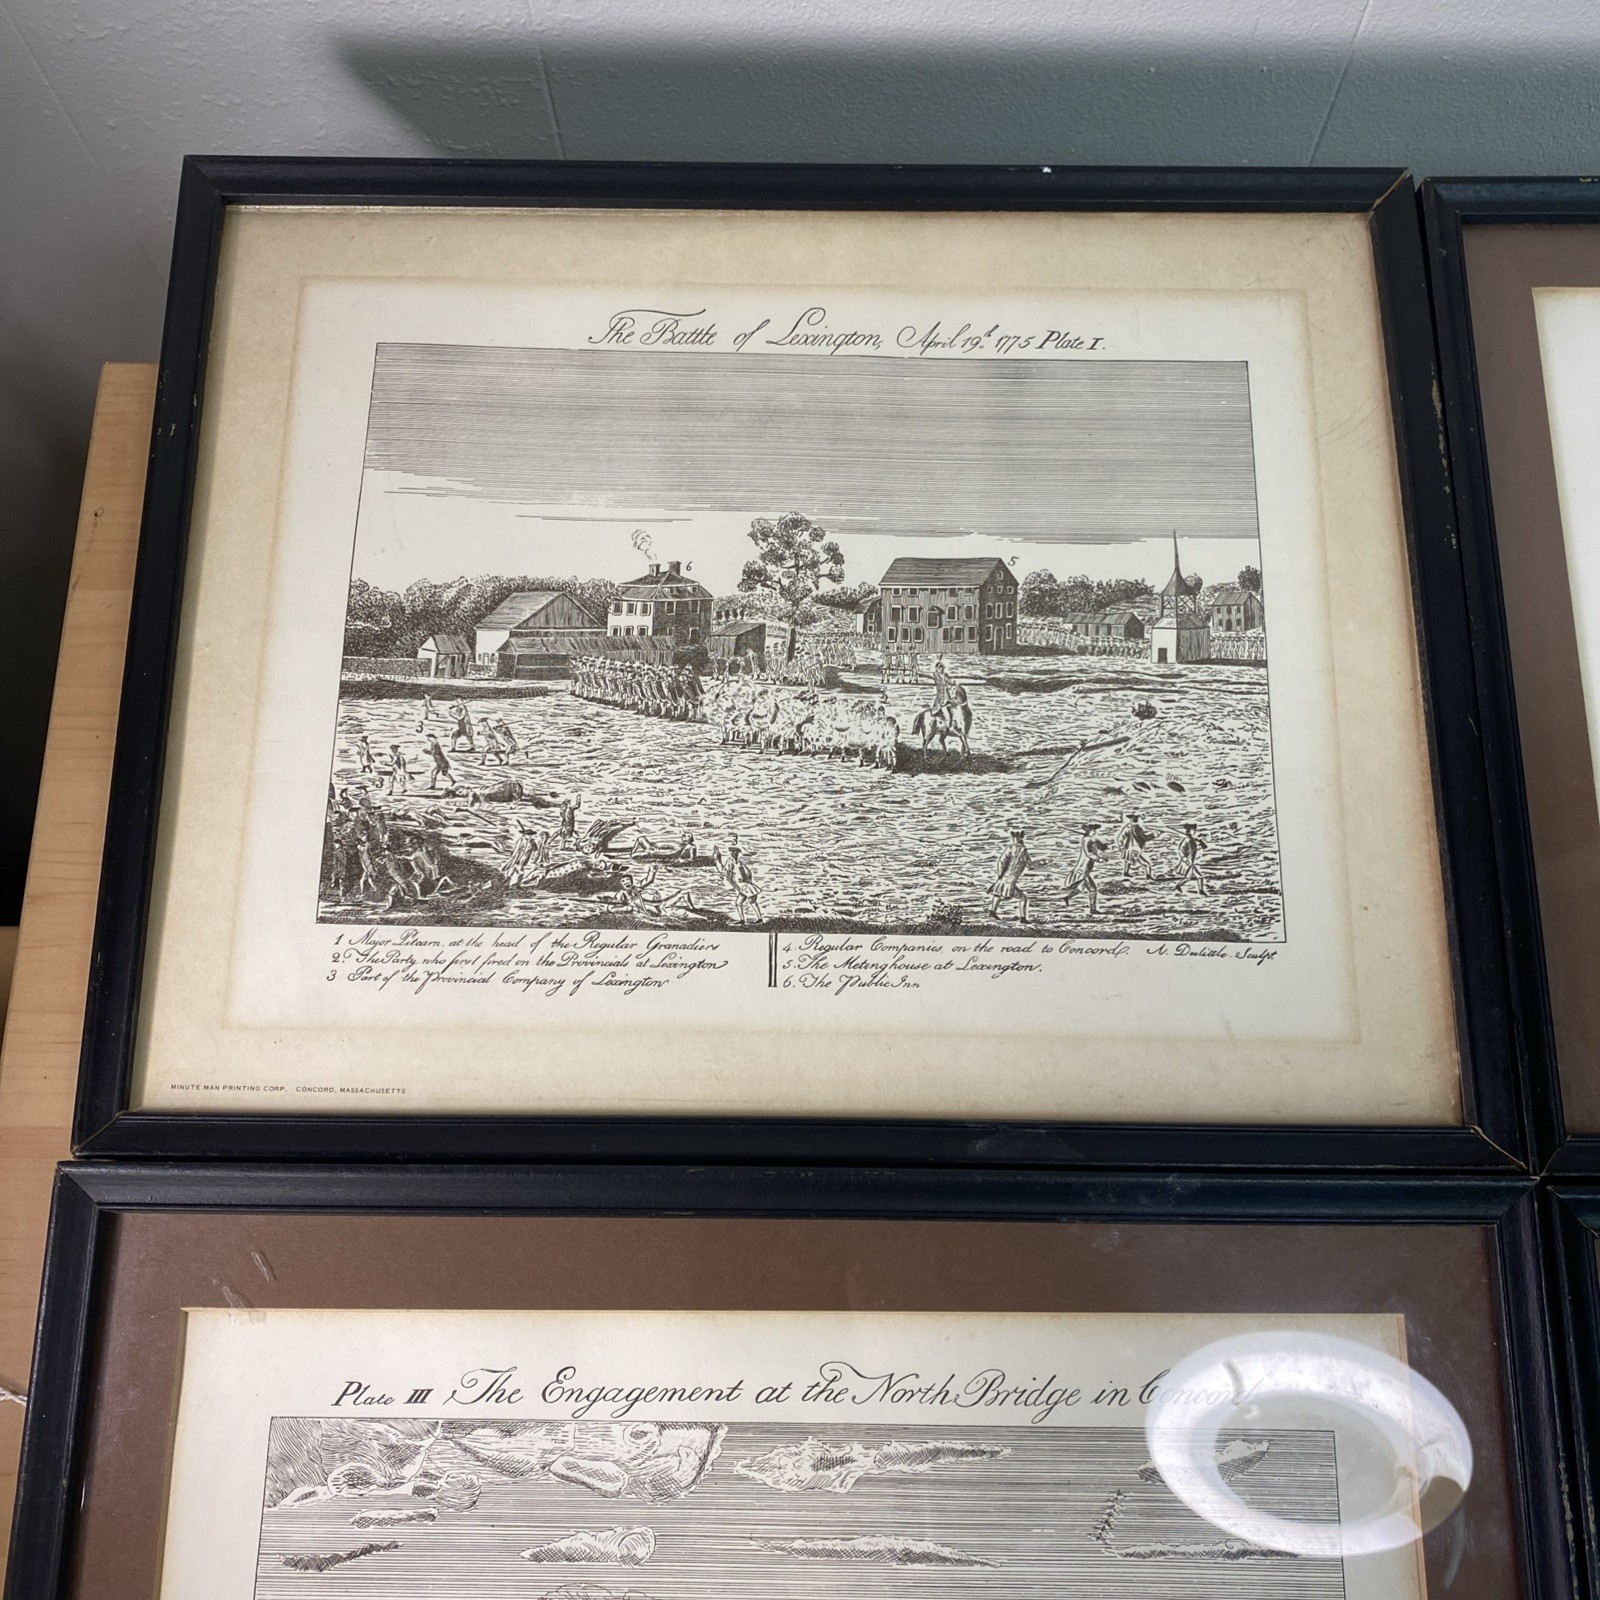 The Battle of Lexington, April 19th. 1775 Plate I.
6
5
1 Major Pitcarn, at the head of the Regular Granadiers
2. The Party who first fired on the Provincials at Lexington
3 Part of the Provincial Company of Lexington
4. Regular Companies, on the road to Concord. A. Doolittle. Sculpt
5. The Metinghouse at Lexington.
6. The Public Inn
MINUTE MAN PRINTING CORP. CONCORD, MASSACHUSETTS
Plate III, The Engagement at the North Bridge in Concord